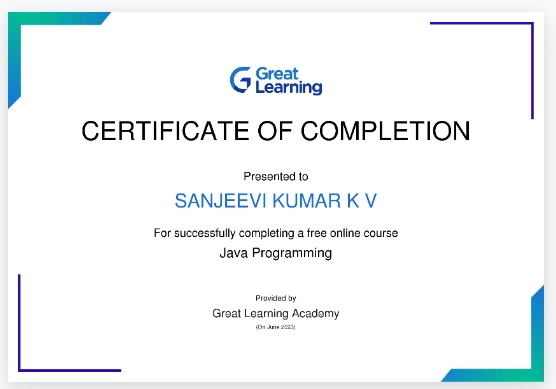 Great
Learning
CERTIFICATE OF COMPLETION
Presented to
SANJEEVI KUMAR K V
For successfully completing a free online course
Java Programming
Provided by
Great Learning Academy
(On June 2023)